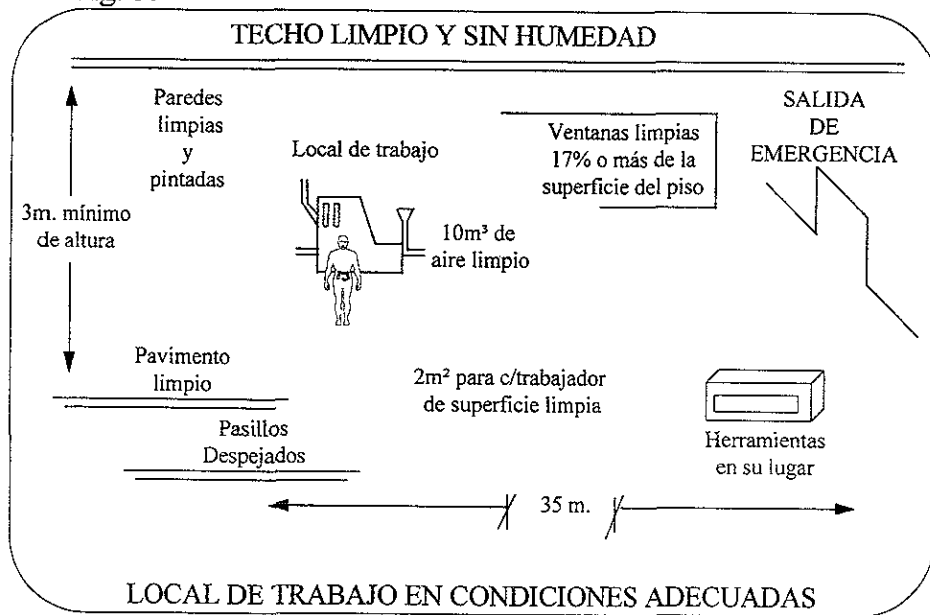 TECHO LIMPIO Y SIN HUMEDAD
Paredes
limpias
y
pintadas
Local de trabajo
Ventanas limpias
17% o más de la
superficie del piso
SALIDA
DE
EMERGENCIA
3m. mínimo
de altura
10m³ de
aire limpio
Pavimento
limpio
2m² para c/trabajador
de superficie limpia
Pasillos
Despejados
Herramientas
en su lugar
35 m.
LOCAL DE TRABAJO EN CONDICIONES ADECUADAS